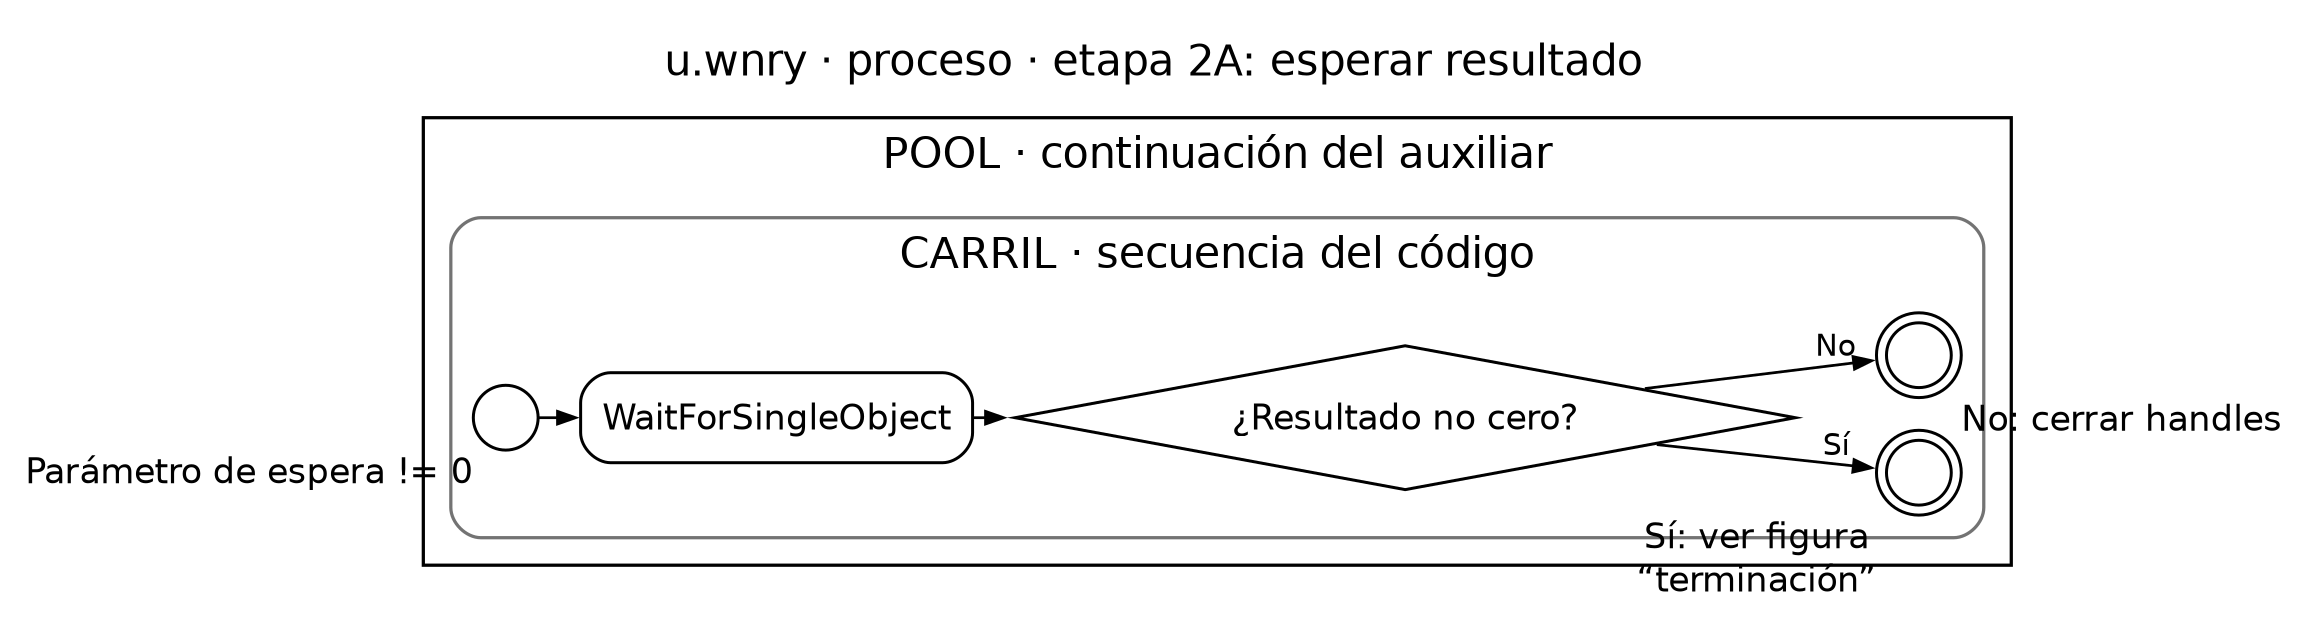 u.wnry · proceso · etapa 2A: esperar resultado
POOL · continuación del auxiliar
CARRIL · secuencia del código
No
WaitForSingleObject
¿Resultado no cero?
No: cerrar handles
Sí
Parámetro de espera != 0
Sí: ver figura
“terminación”